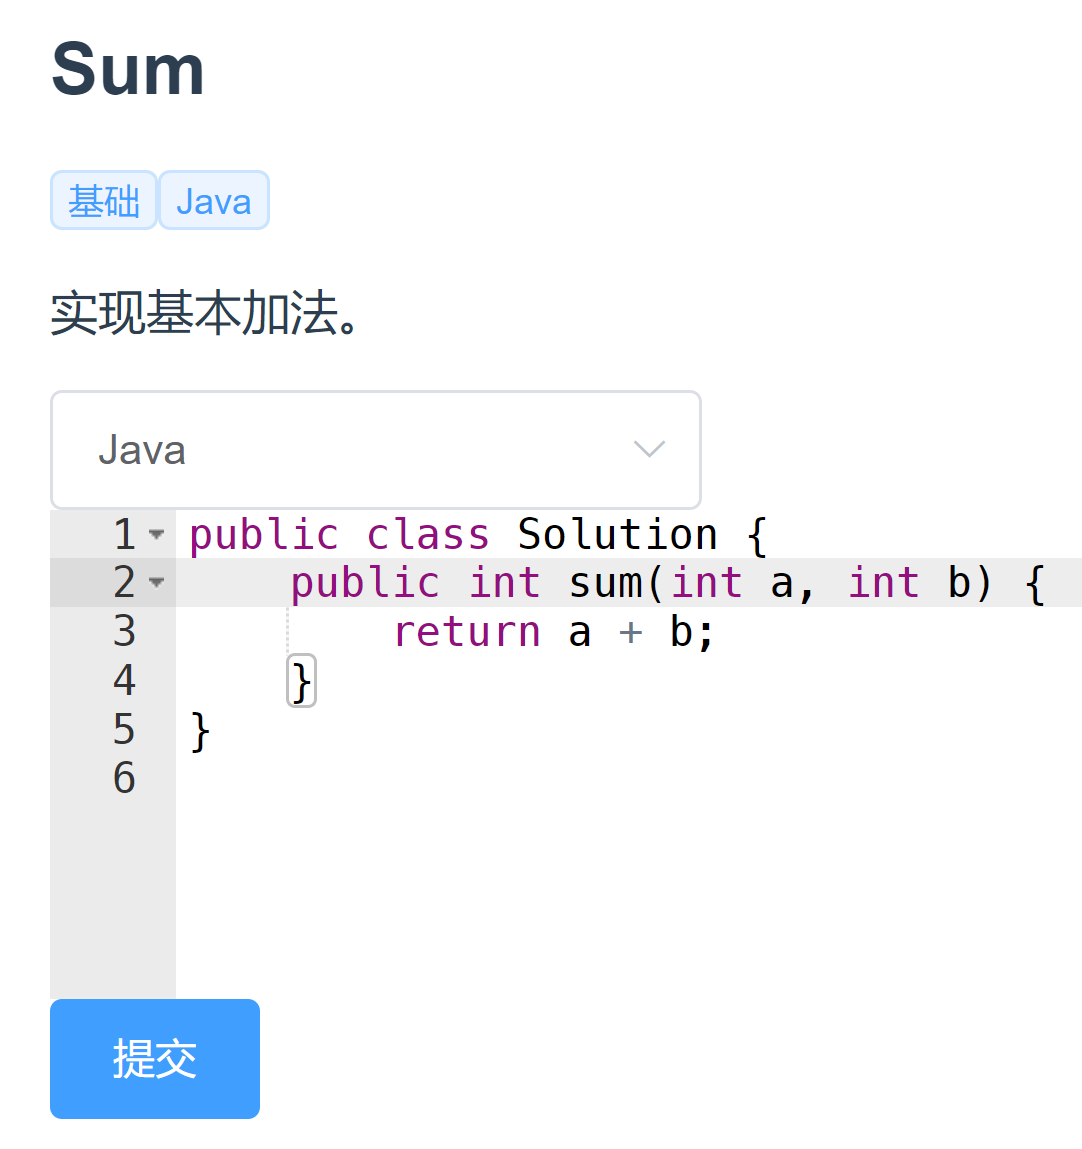 Sum
基础 Java
实现基本加法。
Java
1 public class Solution {
2     public int sum(int a, int b) {
3         return a + b;
4     }
5 }
6
提交